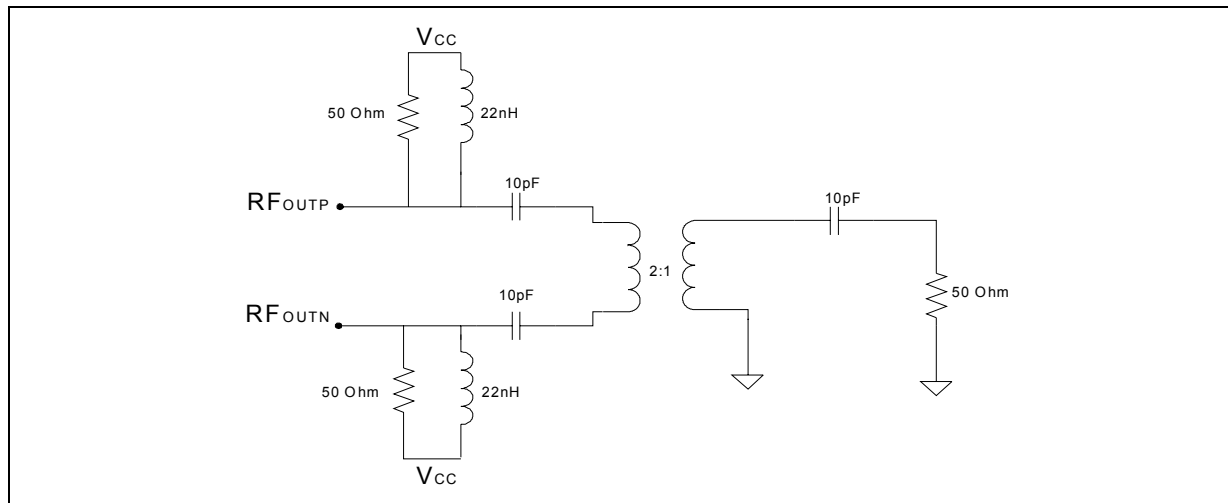 VCC
50 Ohm
22nH
10pF
10pF
RFOUTP
2:1
50 Ohm
10pF
RFOUTN
50 Ohm
22nH
VCC